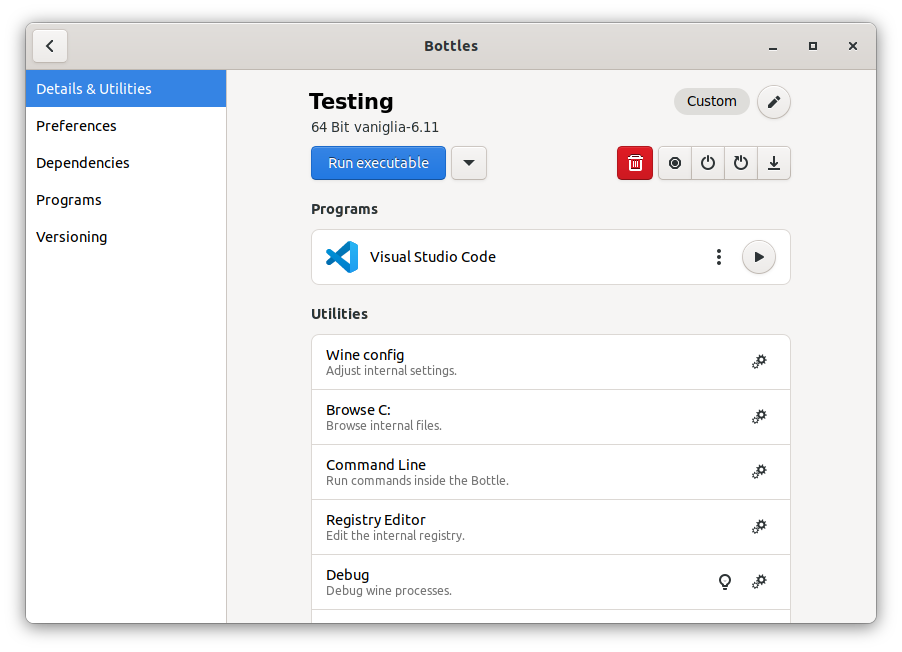 Bottles
Details & Utilities
Preferences
Dependencies
Programs
Versioning
Testing
Custom
64 Bit vaniglia-6.11
Run executable
Programs
Visual Studio Code
Utilities
Wine config
Adjust internal settings.
Browse C:
Browse internal files.
Command Line
Run commands inside the Bottle.
Registry Editor
Edit the internal registry.
Debug
Debug wine processes.